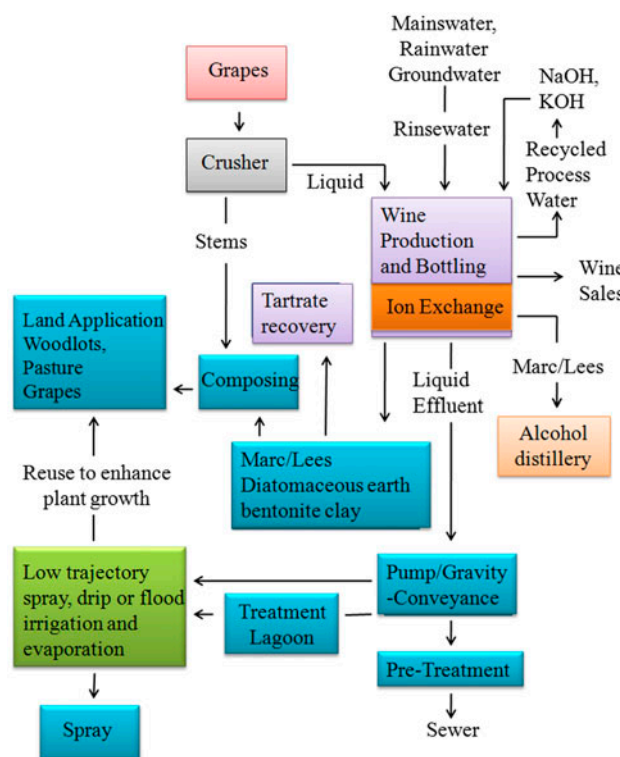 Mainswater,
Rainwater
Groundwater
Grapes
NaOH,
KOH
Rinsewater
Crusher
Liquid
Recycled
Process
Water
Wine
Production
and Bottling
Stems
Wine
Sales
Tartrate
recovery
Ion Exchange
Land Application
Woodlots,
Pasture
Grapes
Composing
Liquid
Effluent
Marc/Lees
Alcohol
distillery
Marc/Lees
Diatomaceous earth
bentonite clay
Reuse to enhance
plant growth
Low trajectory
spray, drip or flood
irrigation and
evaporation
Pump/Gravity
-Conveyance
Treatment
Lagoon
Pre-Treatment
Spray
Sewer